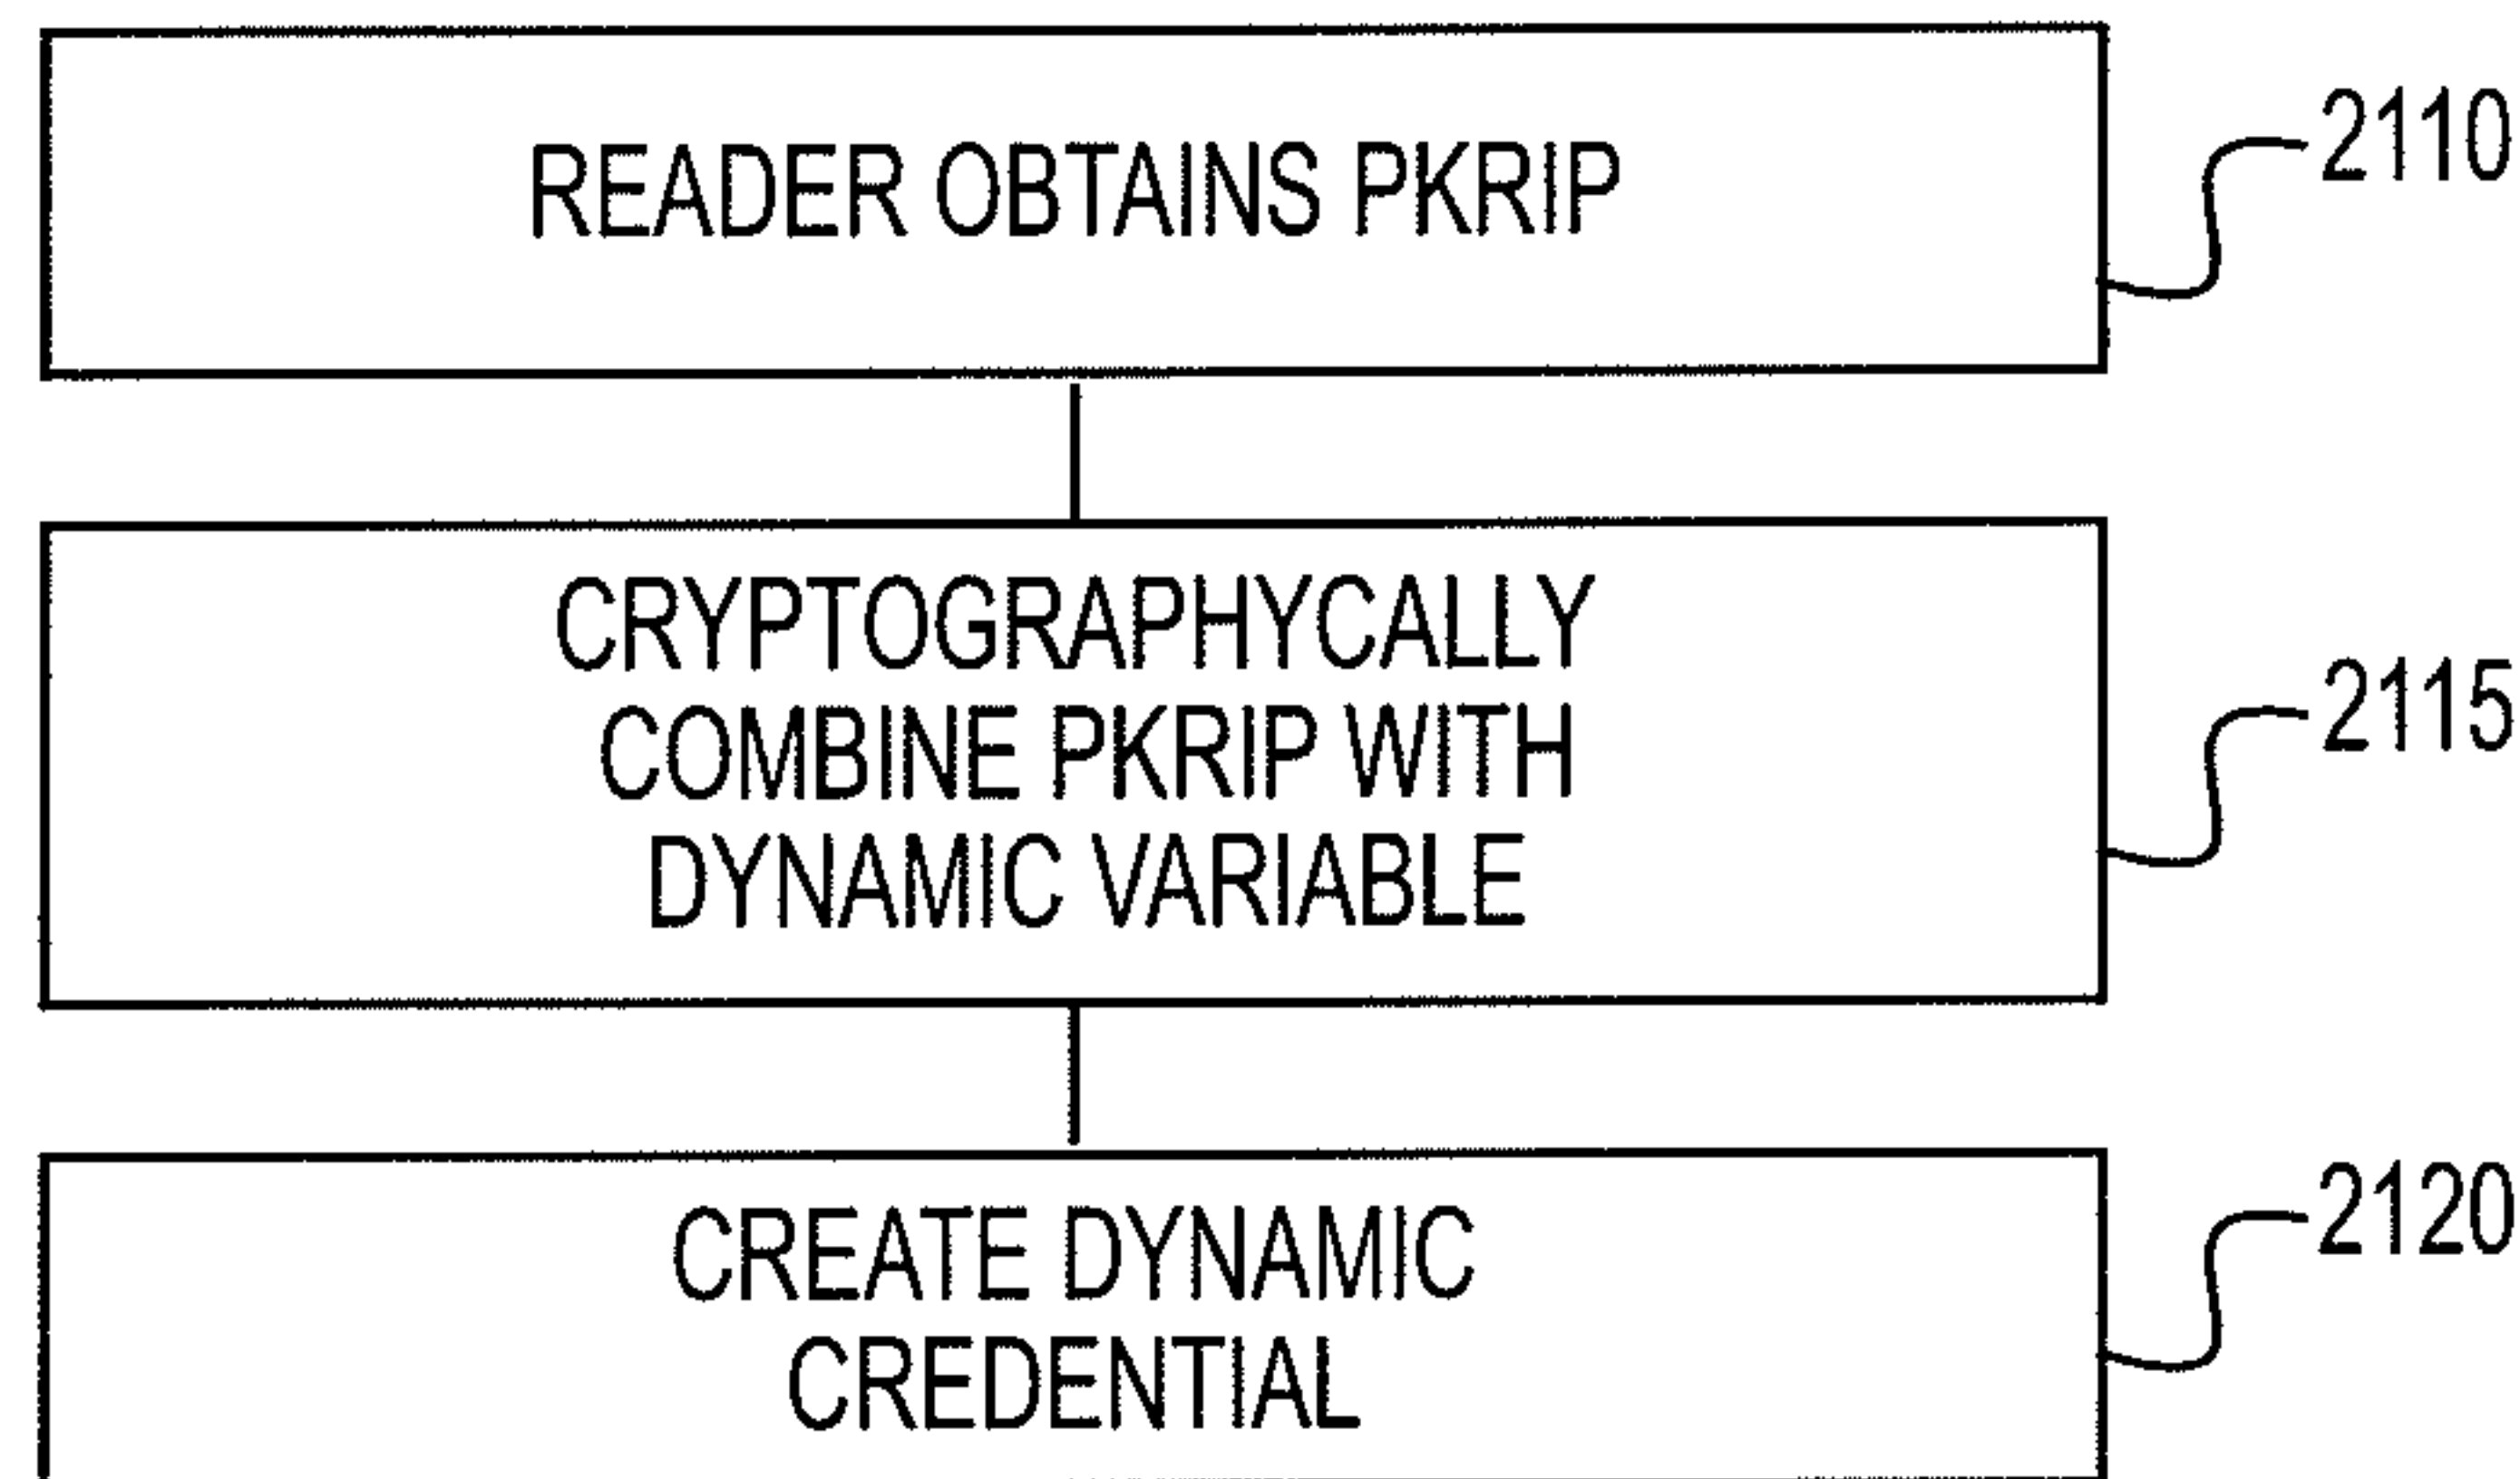 READER OBTAINS PKRIP
2110
CRYPTOGRAPHYCALLY
COMBINE PKRIP WITH
DYNAMIC VARIABLE
2115
CREATE DYNAMIC
CREDENTIAL
2120